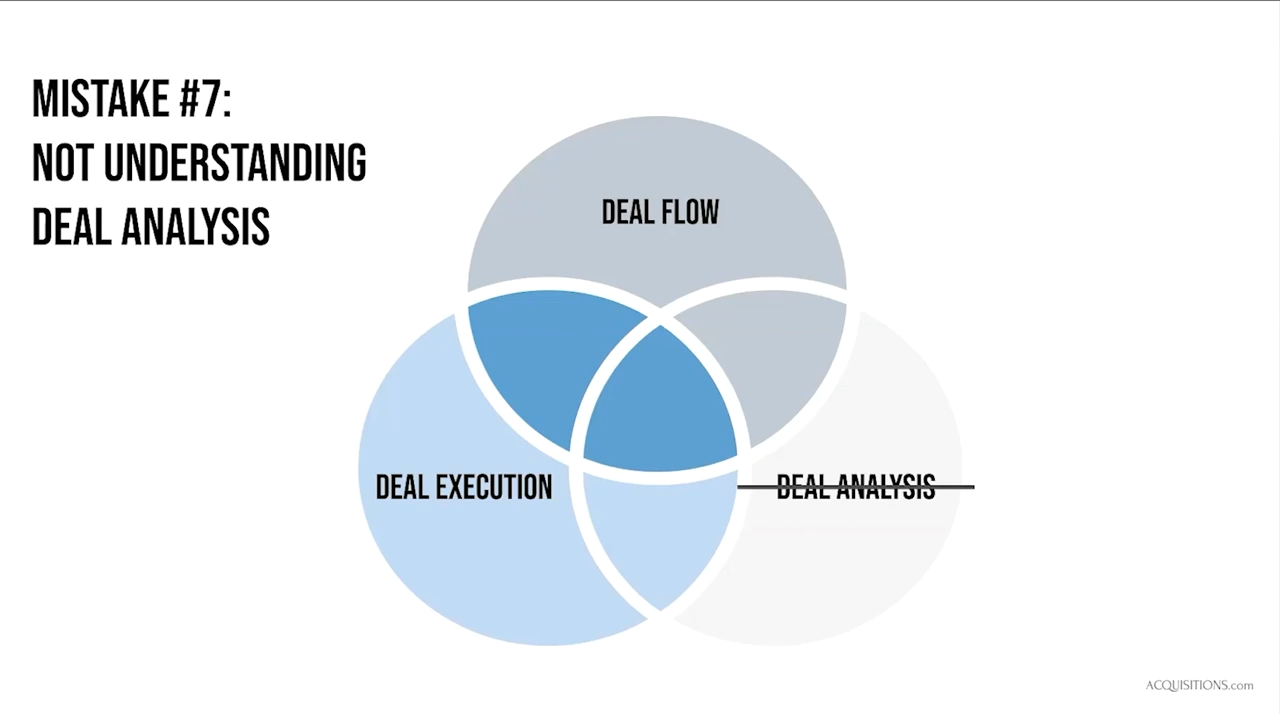 MISTAKE #7:
NOT UNDERSTANDING
DEAL ANALYSIS
DEAL FLOW
DEAL EXECUTION
DEAL ANALYSIS
ACQUISITIONS.com